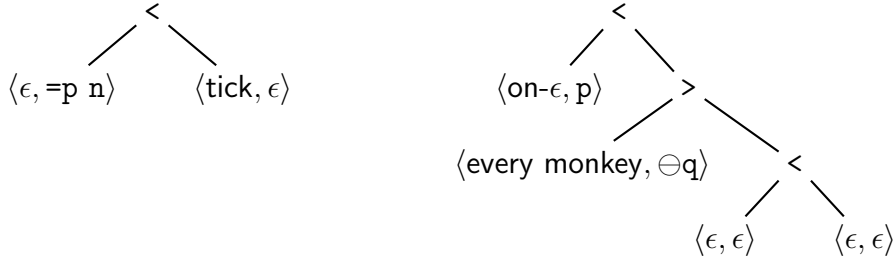 < <
⟨ϵ, =p n⟩ ⟨tick, ϵ⟩ ⟨on-ϵ, p⟩ >
⟨every monkey, ⊖q⟩ <
⟨ϵ, ϵ⟩ ⟨ϵ, ϵ⟩